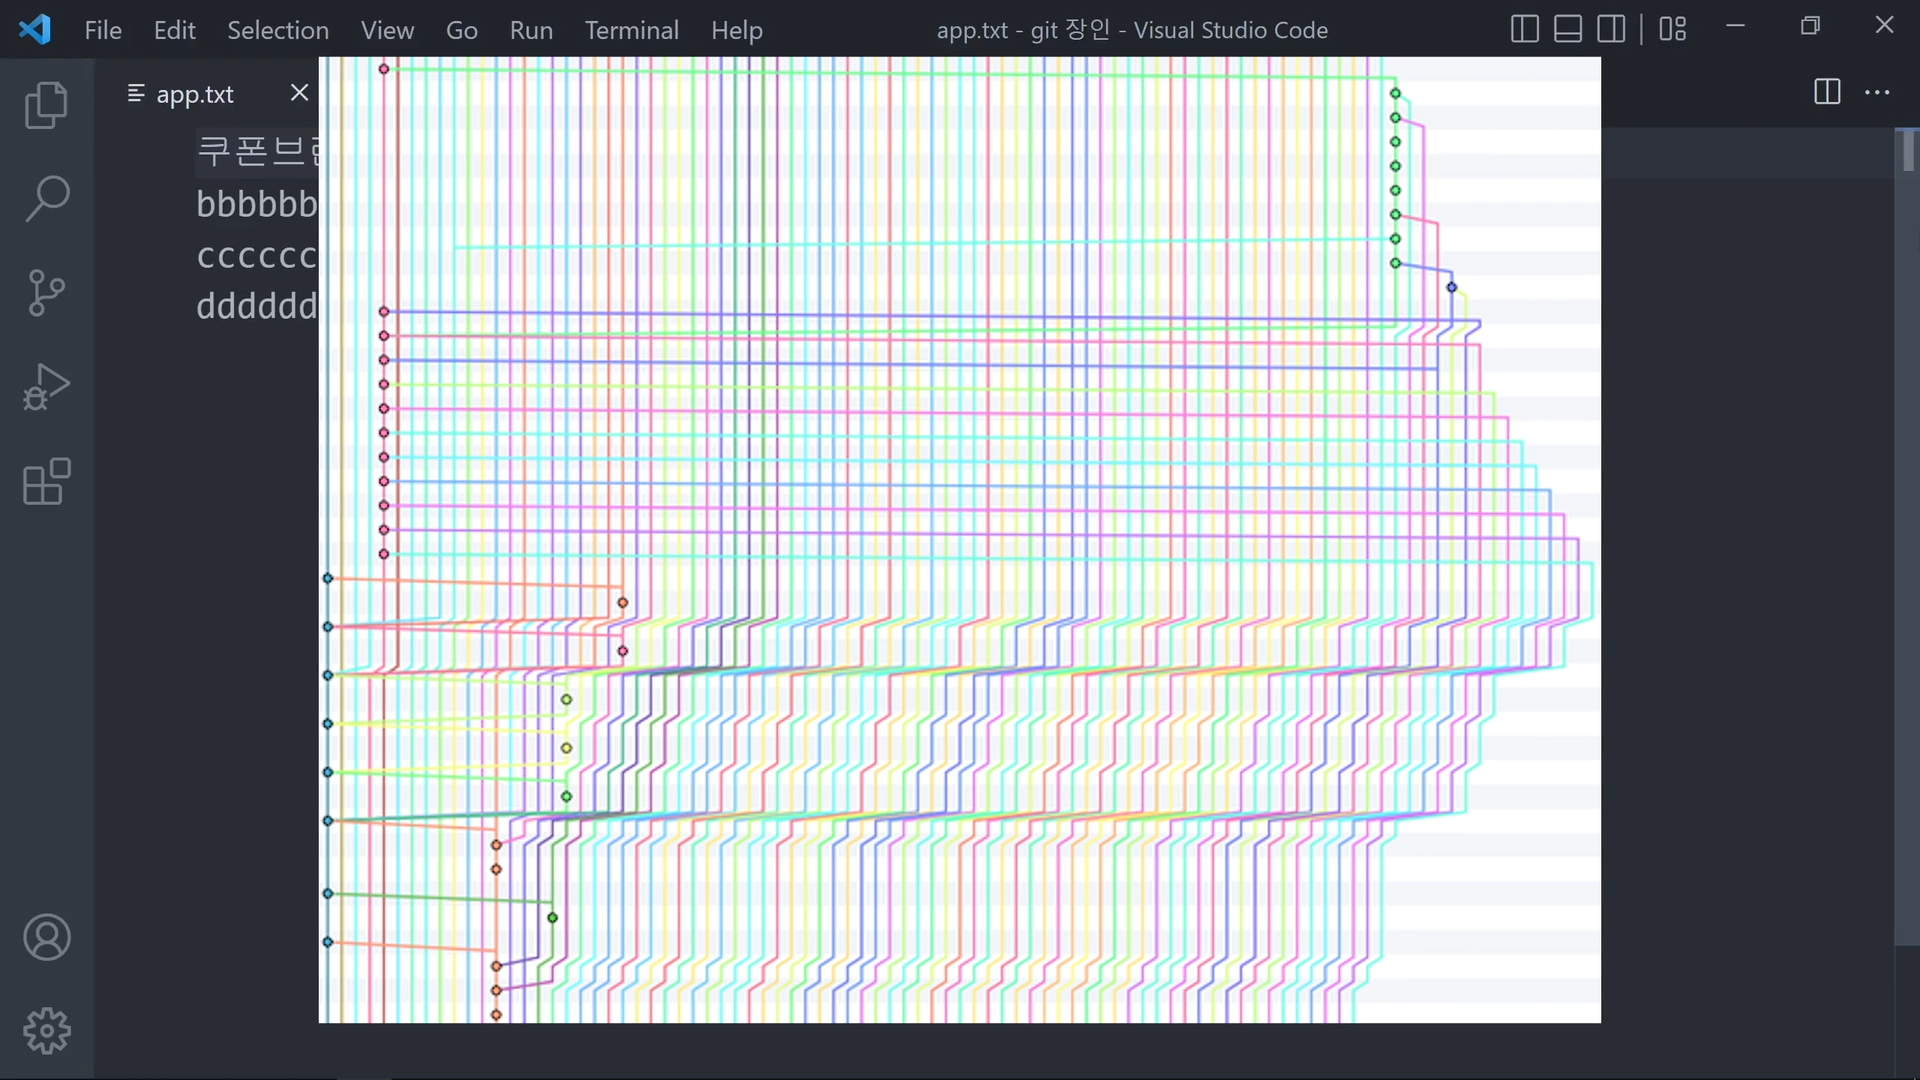 File Edit Selection View Go Run Terminal Help app.txt - git 장인 - Visual Studio Code
app.txt
쿠폰브
bbbbbb
cccccc
dddddd